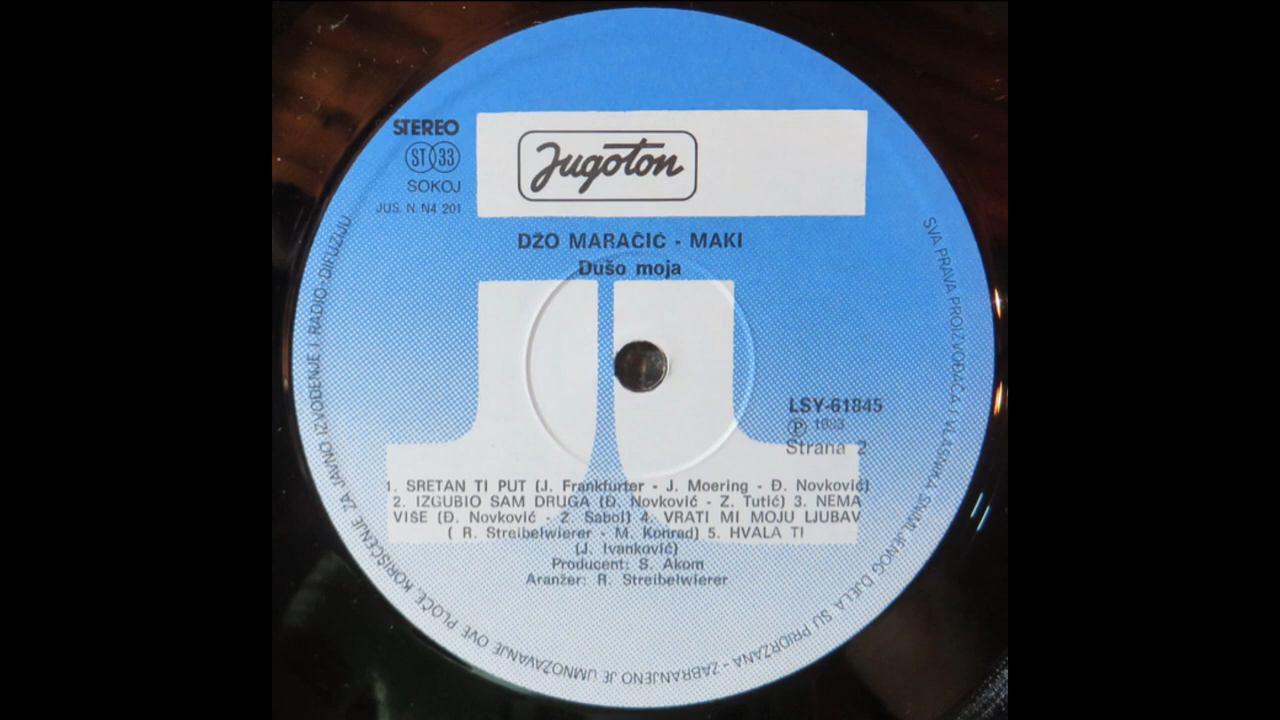 STEREO
ST 33
SOKOJ
JUS. N. N4 201
Jugoton
DŽO MARAČIĆ - MAKI
Dušo moja
LSY-61845
℗ 1983
Strana 2
1. SRETAN TI PUT (J. Frankfurter - J. Moering - Đ. Novković)
2. IZGUBIO SAM DRUGA (Đ. Novković - Z. Tutić) 3. NEMA
VIŠE (Đ. Novković - Z. Sabol) 4. VRATI MI MOJU LJUBAV
( R. Streibelwierer - M. Konrad) 5. HVALA TI
(J. Ivanković)
Producent: S. Akom
Aranžer: R. Streibelwierer
SVA PRAVA PROIZVOĐAČA I VLASNIKA SNIMLJENOG DJELA SU PRIDRŽANA - ZABRANJENO JE UMNOŽAVANJE OVE PLOČE, KORIŠĆENJE ZA JAVNO IZVOĐENJE I RADIO-DIFUZIJU